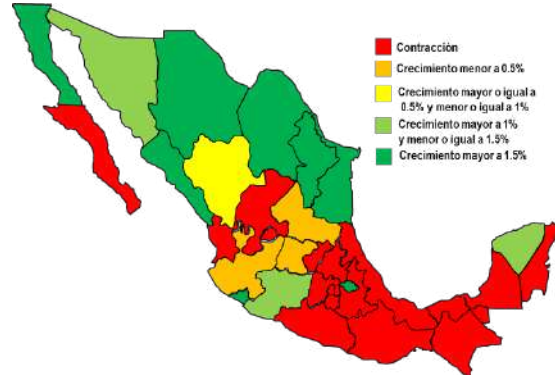 Contracción
Crecimiento menor a 0.5%
Crecimiento mayor o igual a
0.5% y menor o igual a 1%
Crecimiento mayor a 1%
y menor o igual a 1.5%
Crecimiento mayor a 1.5%